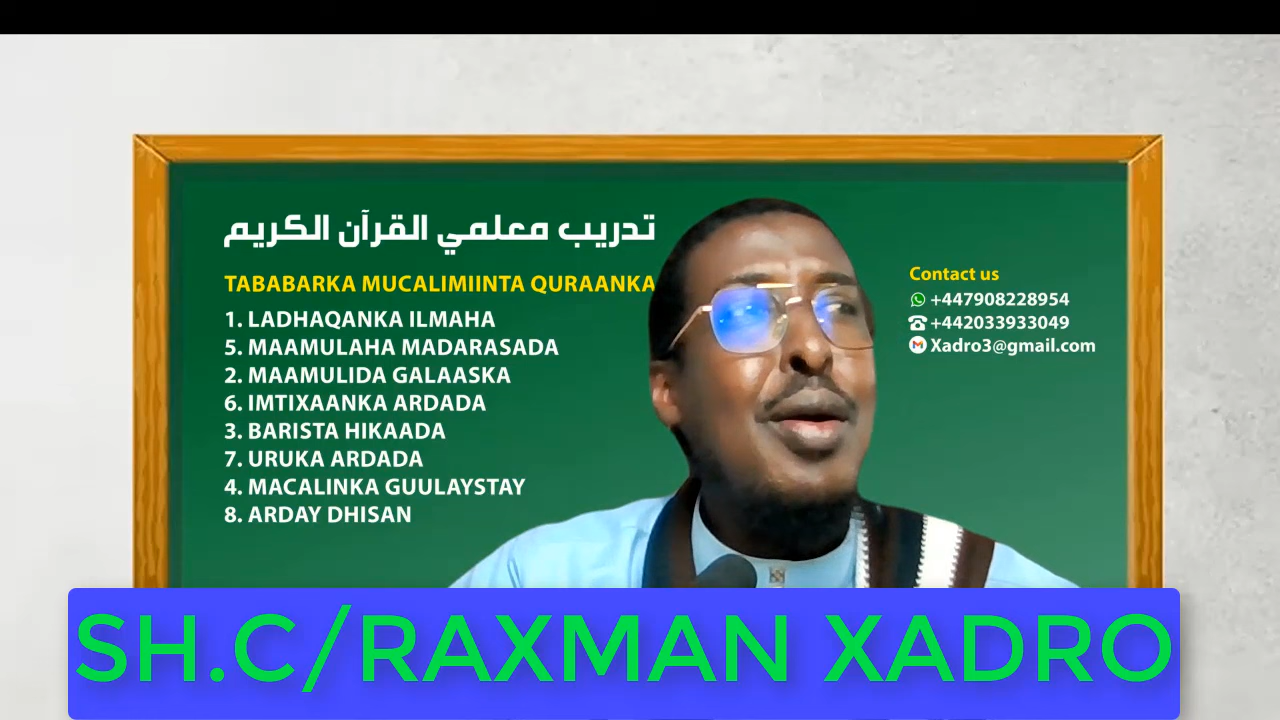 تدريب معلمي القرآن الكريم
TABABARKA MUCALIMIINTA QURAANKA
1. LADHAQANKA ILMAHA
5. MAAMULAHA MADARASADA
2. MAAMULIDA GALAASKA
6. IMTIXAANKA ARDADA
3. BARISTA HIKAADA
7. URUKA ARDADA
4. MACALINKA GUULAYSTAY
8. ARDAY DHISAN
Contact us
+447908228954
+442033933049
Xadro3@gmail.com
SH.C/RAXMAN XADRO